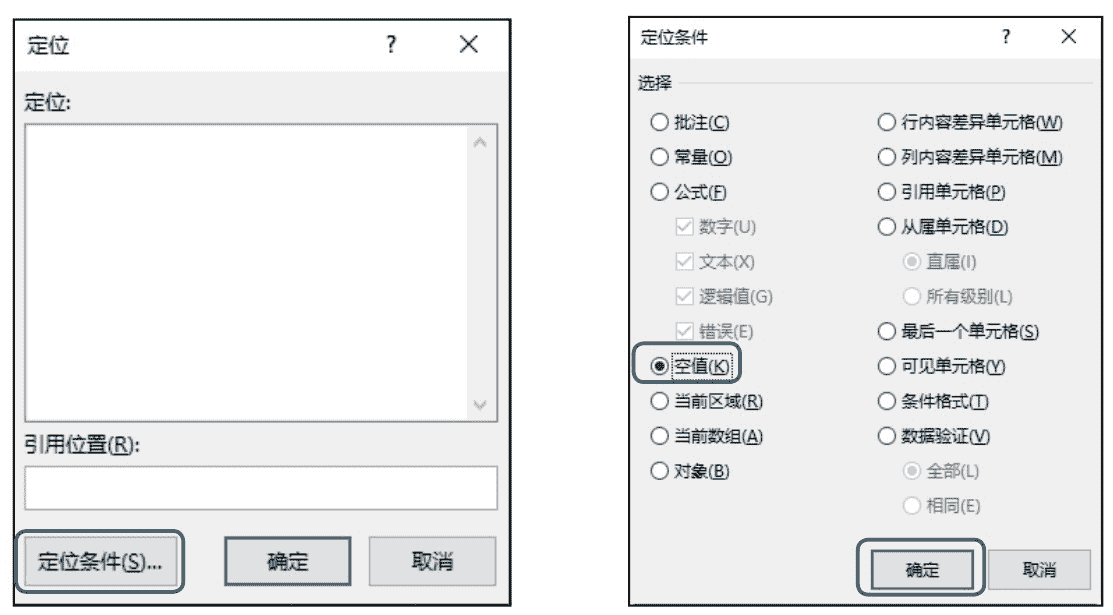 定位 ? ×
定位:
引用位置(R):
定位条件(S)...
确定
取消
定位条件 ? ×
选择
批注(C)
常量(O)
公式(F)
数字(U)
文本(X)
逻辑值(G)
错误(E)
空值(K)
当前区域(R)
当前数组(A)
对象(B)
行内容差异单元格(W)
列内容差异单元格(M)
引用单元格(P)
从属单元格(D)
直属(I)
所有级别(L)
最后一个单元格(S)
可见单元格(Y)
条件格式(T)
数据验证(V)
全部(L)
相同(E)
确定
取消